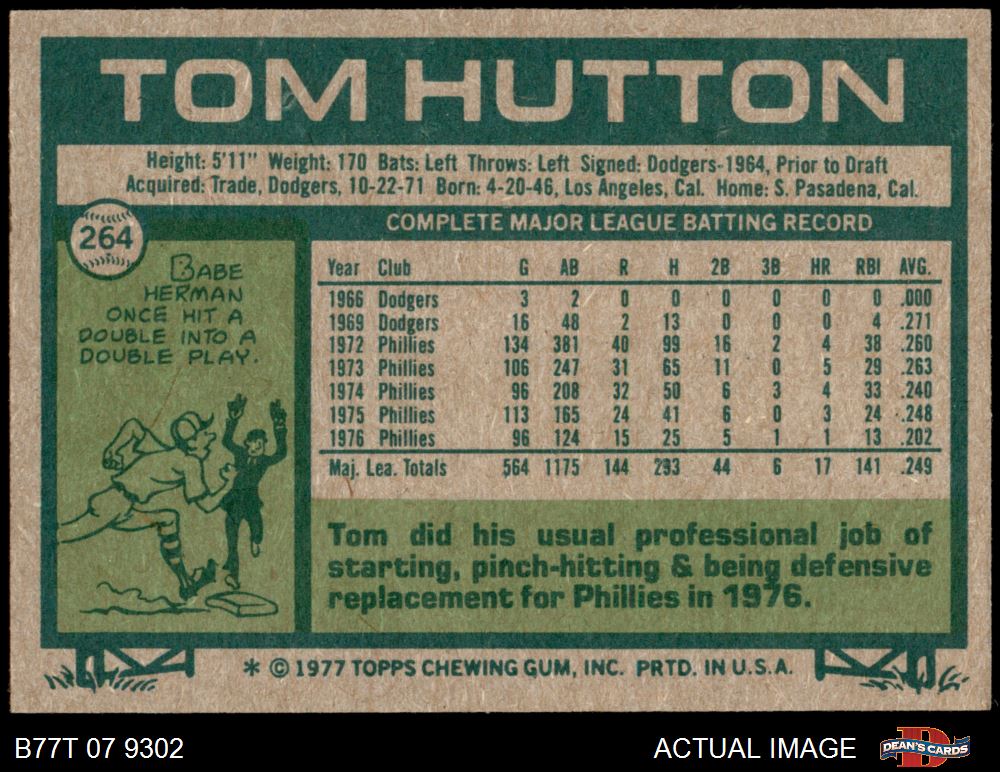 TOM HUTTON
Height: 5'11" Weight: 170 Bats: Left Throws: Left Signed: Dodgers-1964, Prior to Draft
Acquired: Trade, Dodgers, 10-22-71 Born: 4-20-46, Los Angeles, Cal. Home: S. Pasadena, Cal.
264
BABE
HERMAN
ONCE HIT A
DOUBLE INTO A
DOUBLE PLAY.
COMPLETE MAJOR LEAGUE BATTING RECORD
Year Club G AB R H 2B 3B HR RBI AVG.
1966 Dodgers 3 2 0 0 0 0 0 0 .000
1969 Dodgers 16 48 2 13 0 0 0 4 .271
1972 Phillies 134 381 40 99 16 2 4 38 .260
1973 Phillies 106 247 31 65 11 0 5 29 .263
1974 Phillies 96 208 32 50 6 3 4 33 .240
1975 Phillies 113 165 24 41 6 0 3 24 .248
1976 Phillies 96 124 15 25 5 1 1 13 .202
Maj. Lea. Totals 564 1175 144 293 44 6 17 141 .249
Tom did his usual professional job of
starting, pinch-hitting & being defensive
replacement for Phillies in 1976.
* © 1977 TOPPS CHEWING GUM, INC. PRTD. IN U.S.A.
B77T 07 9302
ACTUAL IMAGE
D
DEAN'S CARDS